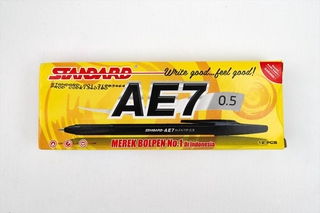 STANDARD
Write good...feel good!
AE7
0.5
STANDARD AE7
MEREK BOLPEN No.1 Di Indonesia
12 PCS